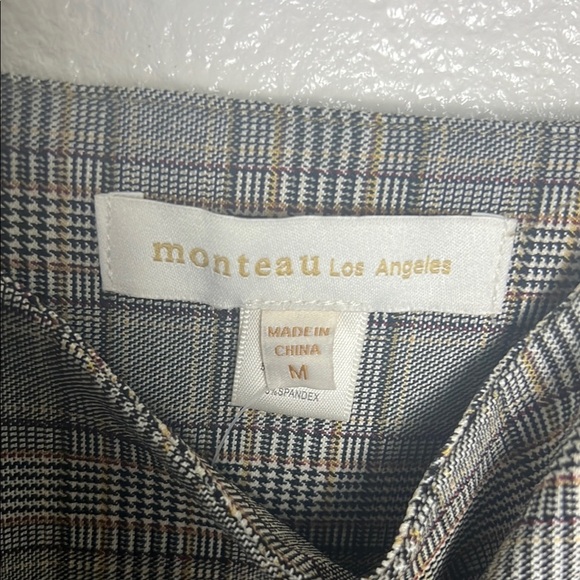 monteau Los Angeles
MADE IN
CHINA
M
%SPANDEX